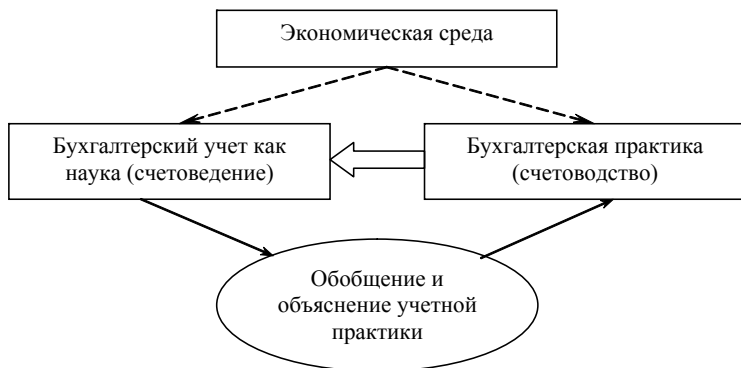 Экономическая среда
Бухгалтерский учет как
наука (счетоведение)
Бухгалтерская практика
(счетоводство)
Обобщение и
объяснение учетной
практики